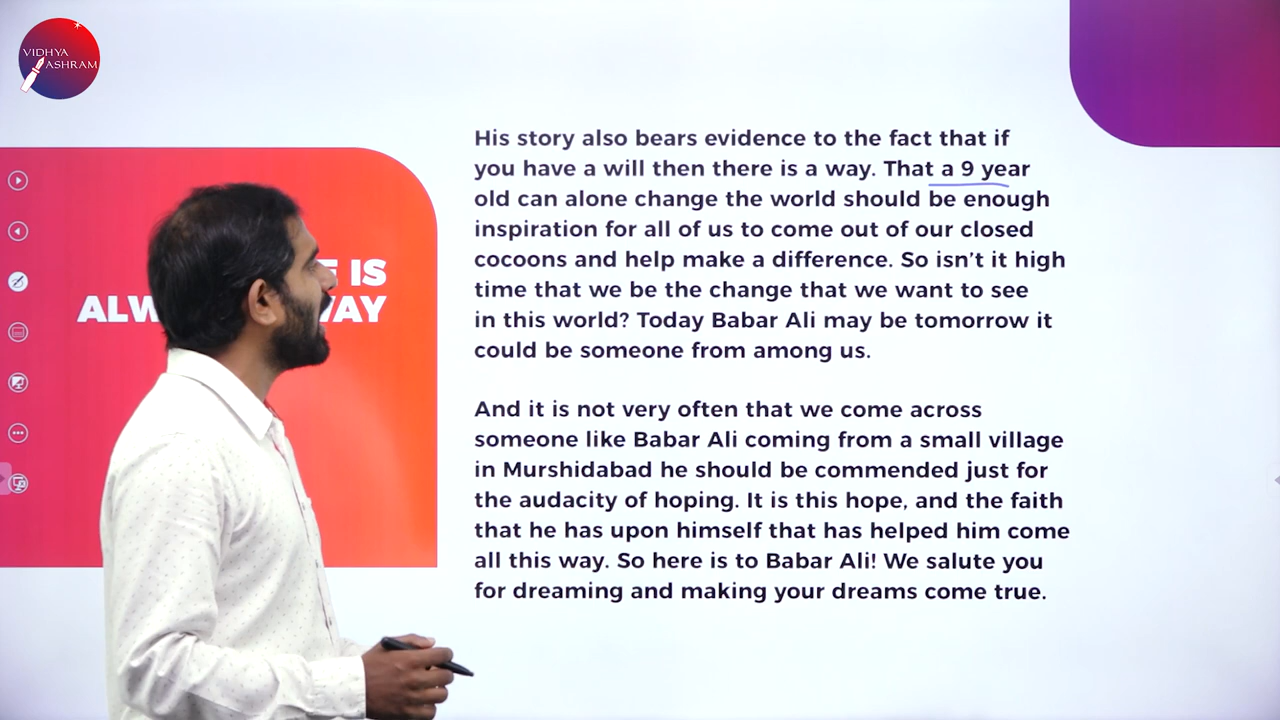 VIDHYA
ASHRAM
IS
ALW WAY
His story also bears evidence to the fact that if
you have a will then there is a way. That a 9 year
old can alone change the world should be enough
inspiration for all of us to come out of our closed
cocoons and help make a difference. So isn’t it high
time that we be the change that we want to see
in this world? Today Babar Ali may be tomorrow it
could be someone from among us.
And it is not very often that we come across
someone like Babar Ali coming from a small village
in Murshidabad he should be commended just for
the audacity of hoping. It is this hope, and the faith
that he has upon himself that has helped him come
all this way. So here is to Babar Ali! We salute you
for dreaming and making your dreams come true.